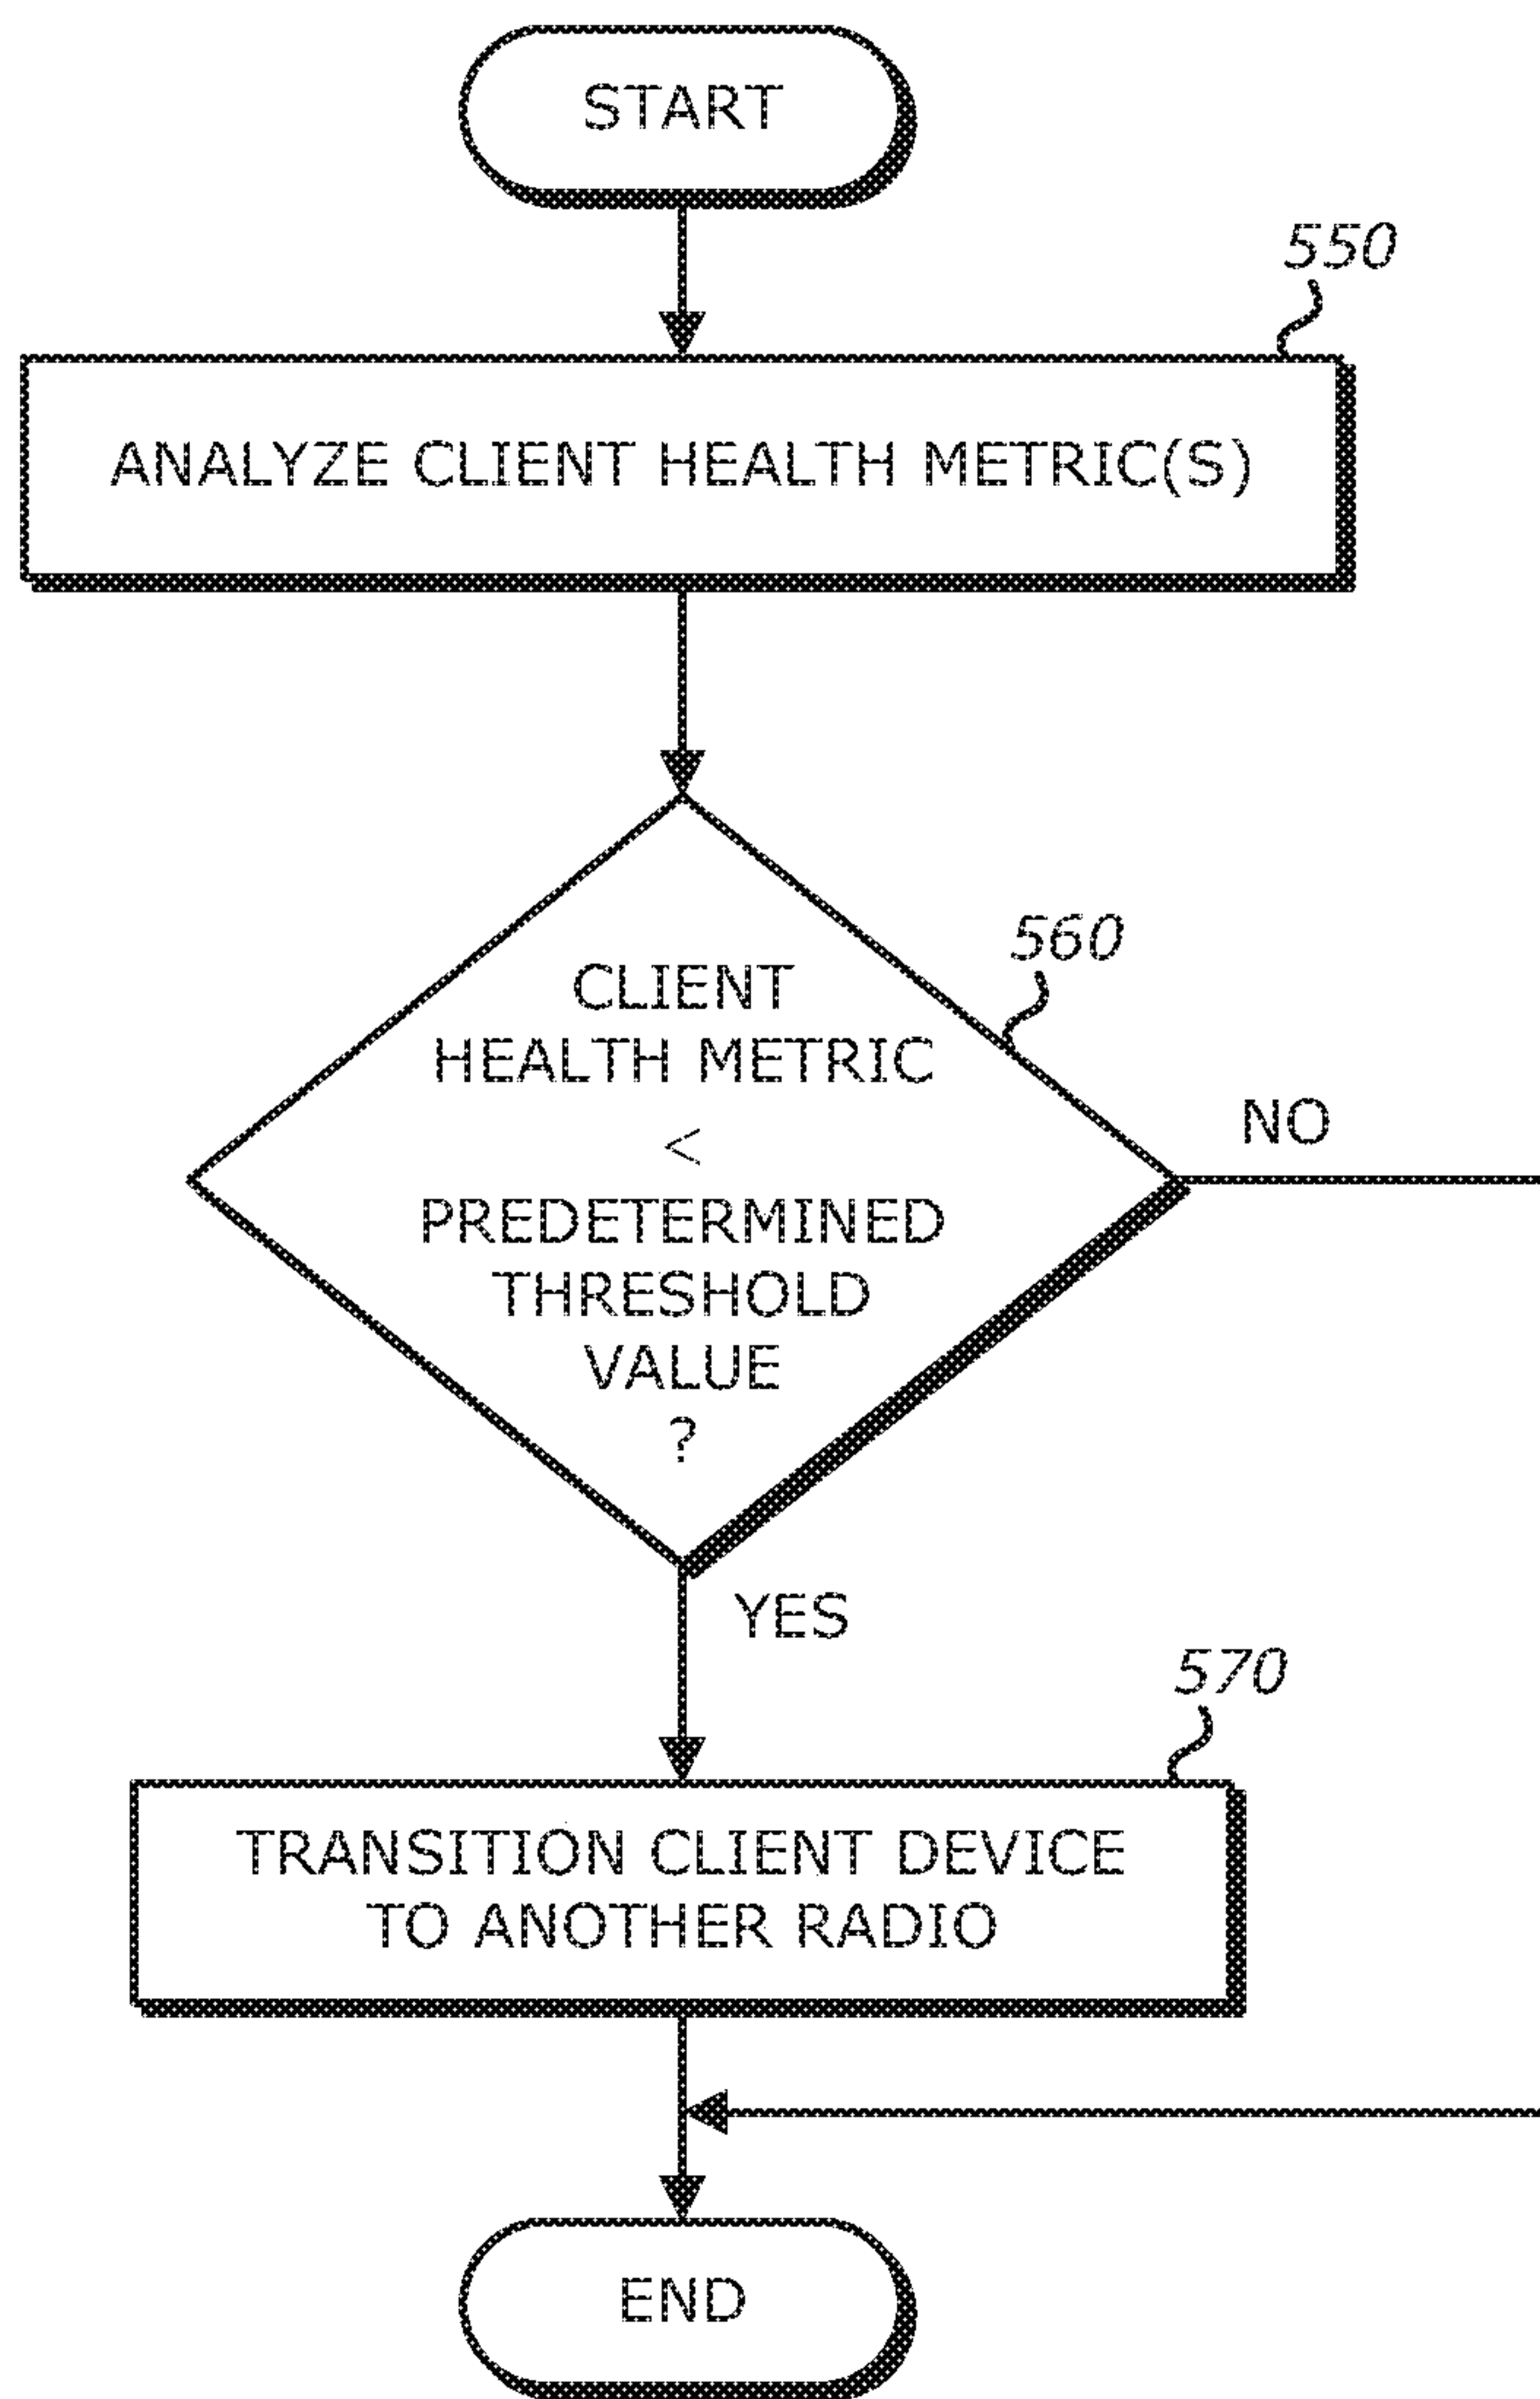 START
550
ANALYZE CLIENT HEALTH METRIC(S)
560
CLIENT
HEALTH METRIC
<
PREDETERMINED
THRESHOLD
VALUE
?
NO
YES
570
TRANSITION CLIENT DEVICE
TO ANOTHER RADIO
END